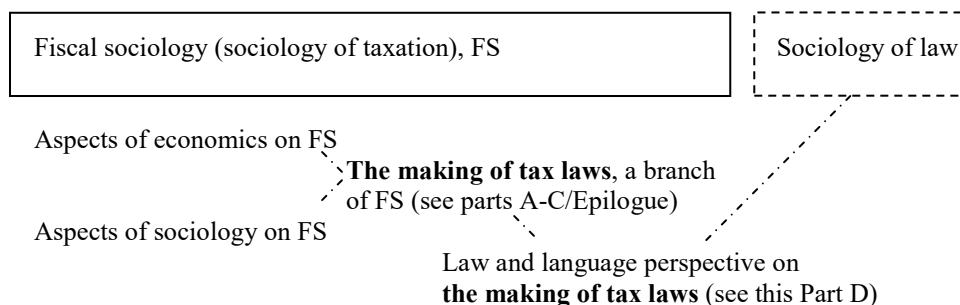 Fiscal sociology (sociology of taxation), FS
Sociology of law
Aspects of economics on FS
The making of tax laws, a branch
of FS (see parts A-C/Epilogue)
Aspects of sociology on FS
Law and language perspective on
the making of tax laws (see this Part D)